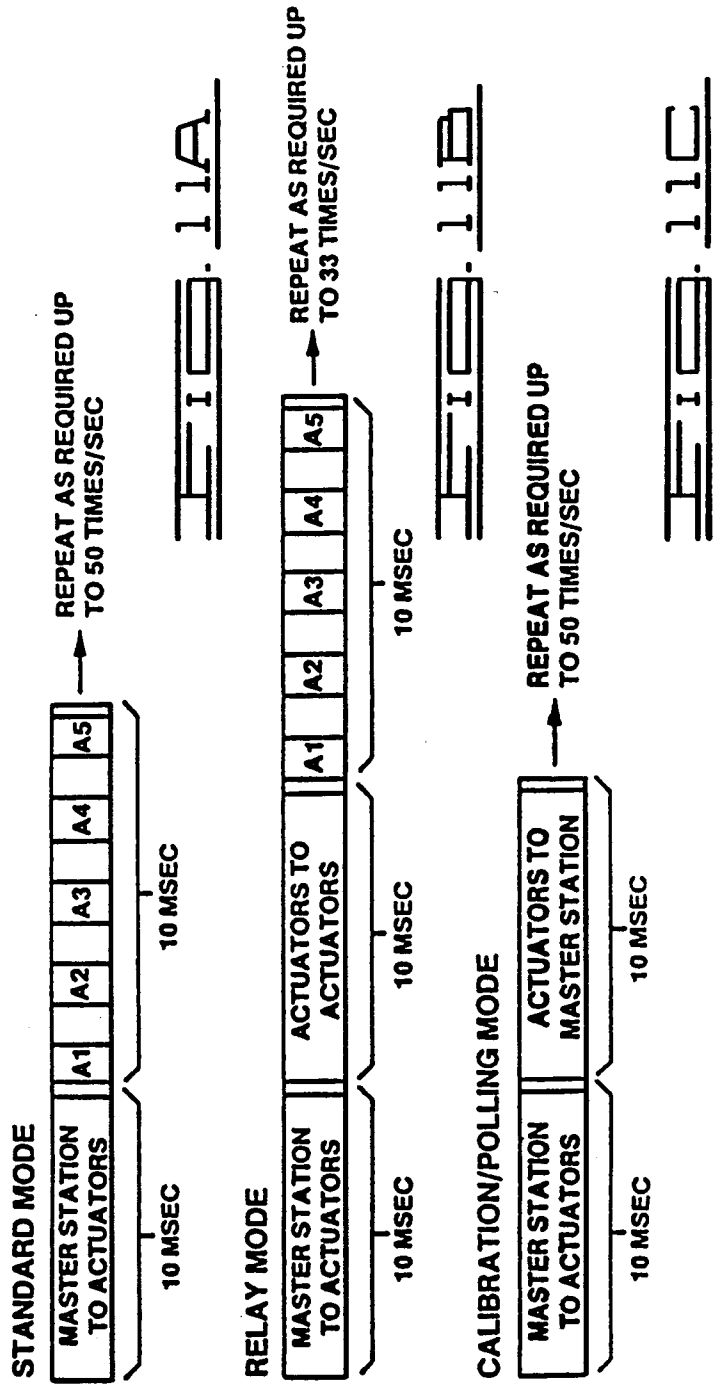 STANDARD MODE
MASTER STATION
TO ACTUATORS
A1
A2
A3
A4
A5
REPEAT AS REQUIRED UP
TO 50 TIMES/SEC
10 MSEC
10 MSEC
FIG. 11A
RELAY MODE
MASTER STATION
TO ACTUATORS
ACTUATORS TO
ACTUATORS
A1
A2
A3
A4
A5
REPEAT AS REQUIRED UP
TO 33 TIMES/SEC
10 MSEC
10 MSEC
10 MSEC
FIG. 11B
CALIBRATION/POLLING MODE
MASTER STATION
TO ACTUATORS
ACTUATORS TO
MASTER STATION
REPEAT AS REQUIRED UP
TO 50 TIMES/SEC
10 MSEC
10 MSEC
FIG. 11C